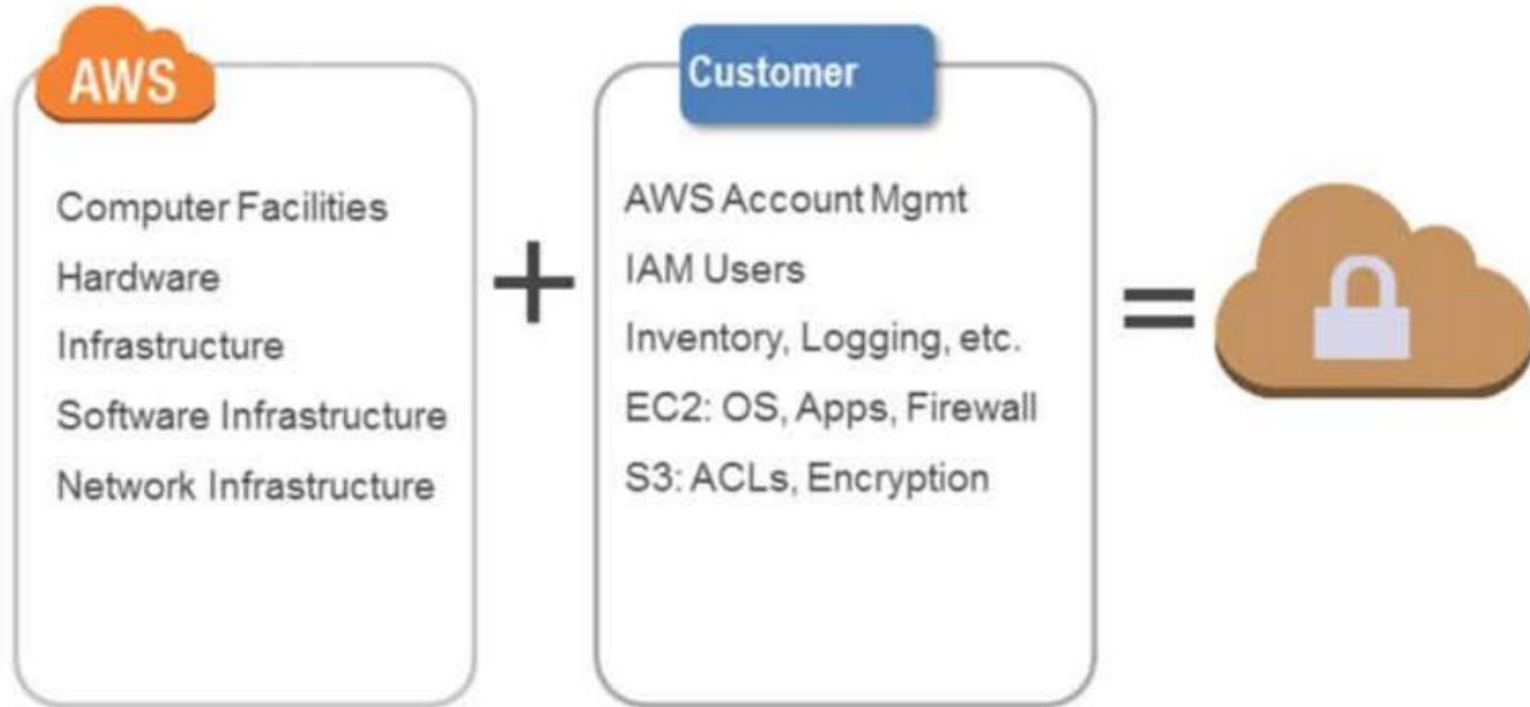 AWS
Computer Facilities
Hardware
Infrastructure
Software Infrastructure
Network Infrastructure
+
Customer
AWS Account Mgmt
IAM Users
Inventory, Logging, etc.
EC2: OS, Apps, Firewall
S3: ACLs, Encryption
=